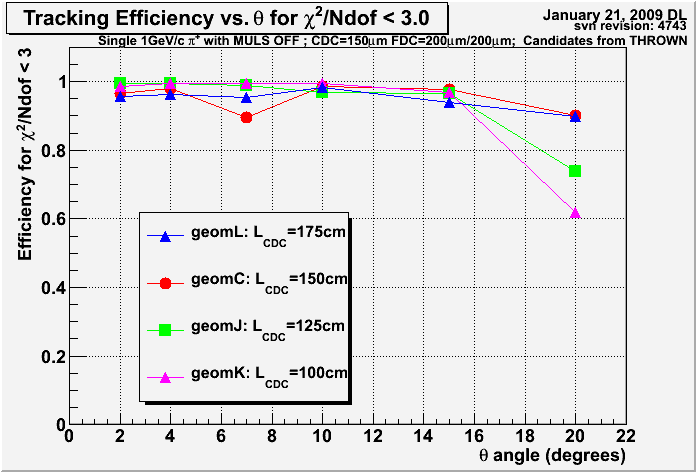 Tracking Efficiency vs. θ for χ²/Ndof < 3.0
January 21, 2009 DL
svn revision: 4743
Single 1GeV/c π⁺ with MULS OFF ; CDC=150μm FDC=200μm/200μm; Candidates from THROWN
Efficiency for χ²/Ndof < 3
1
0.8
0.6
0.4
0.2
0
geomL: L_CDC=175cm
geomC: L_CDC=150cm
geomJ: L_CDC=125cm
geomK: L_CDC=100cm
0 2 4 6 8 10 12 14 16 18 20 22
θ angle (degrees)